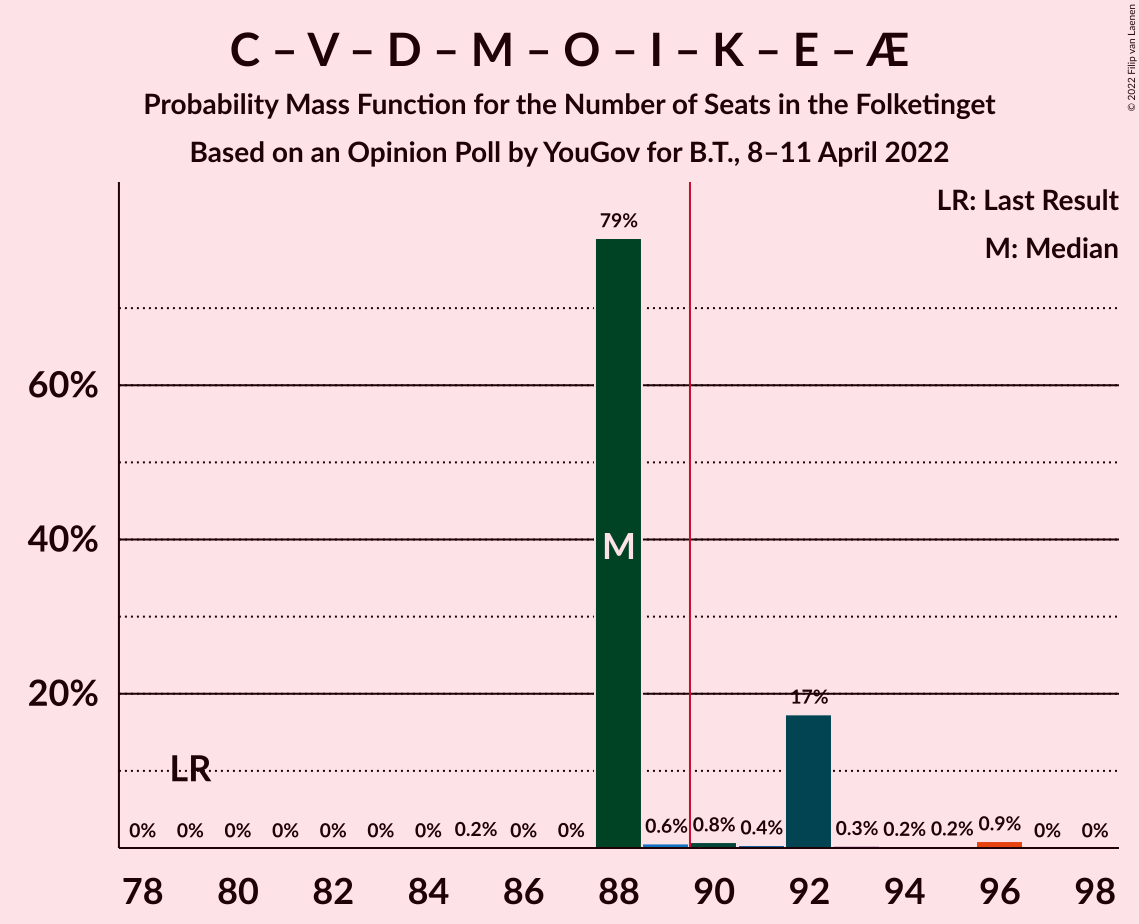 C – V – D – M – O – I – K – E – Æ
Probability Mass Function for the Number of Seats in the Folketinget
Based on an Opinion Poll by YouGov for B.T., 8–11 April 2022
© 2022 Filip van Laenen
LR: Last Result
M: Median
79%
60%
40%
M
20%
17%
LR
0% 0% 0% 0% 0% 0% 0% 0.2% 0% 0% 0.6% 0.8% 0.4% 0.3% 0.2% 0.2% 0.9% 0% 0%
78 80 82 84 86 88 90 92 94 96 98